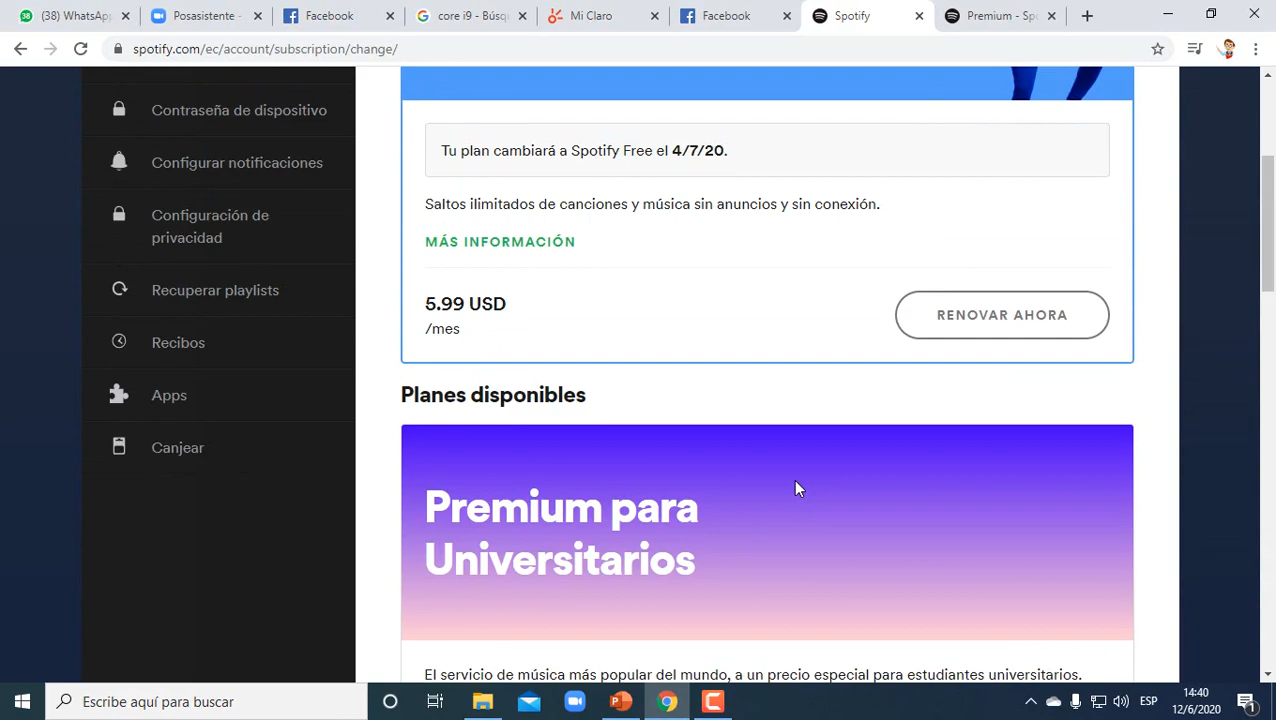 (38) WhatsApp
Posasistente -
Facebook
core i9 - Búsq
Mi Claro
Facebook
Spotify
Premium - Spo
spotify.com/ec/account/subscription/change/
Contraseña de dispositivo
Configurar notificaciones
Configuración de
privacidad
Recuperar playlists
Recibos
Apps
Canjear
Tu plan cambiará a Spotify Free el 4/7/20.
Saltos ilimitados de canciones y música sin anuncios y sin conexión.
MÁS INFORMACIÓN
5.99 USD
/mes
RENOVAR AHORA
Planes disponibles
Premium para
Universitarios
El servicio de música más popular del mundo, a un precio especial para estudiantes universitarios.
Escribe aquí para buscar
ESP
14:40
12/6/2020
1